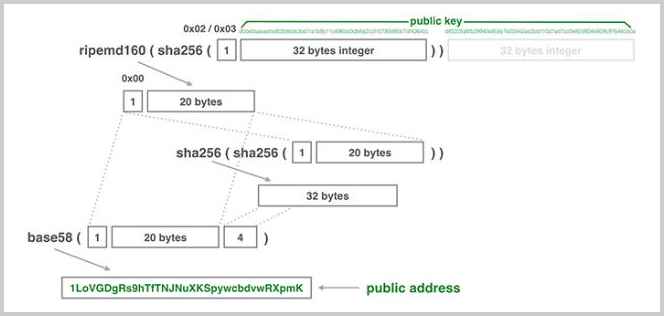 public key
0x02 / 0x03
ripemd160 ( sha256 ( 1 32 bytes integer ) ) 32 bytes integer
0x00
1 20 bytes
sha256 ( sha256 ( 1 20 bytes ) )
32 bytes
base58 ( 1 20 bytes 4 )
1LoVGDgRs9hTfTNJNuXKSpywcbdvwRXpmK public address